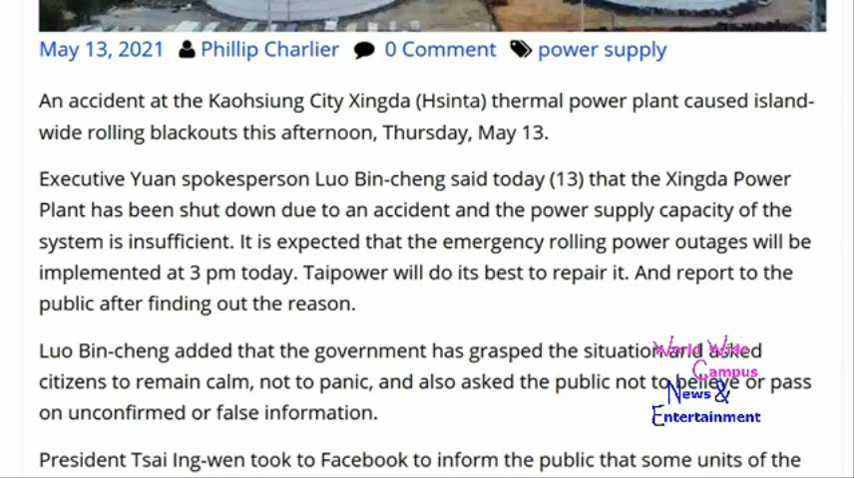 May 13, 2021 Phillip Charlier 0 Comment power supply
An accident at the Kaohsiung City Xingda (Hsinta) thermal power plant caused island-
wide rolling blackouts this afternoon, Thursday, May 13.
Executive Yuan spokesperson Luo Bin-cheng said today (13) that the Xingda Power
Plant has been shut down due to an accident and the power supply capacity of the
system is insufficient. It is expected that the emergency rolling power outages will be
implemented at 3 pm today. Taipower will do its best to repair it. And report to the
public after finding out the reason.
Luo Bin-cheng added that the government has grasped the situation and asked
citizens to remain calm, not to panic, and also asked the public not to believe or pass
on unconfirmed or false information.
President Tsai Ing-wen took to Facebook to inform the public that some units of the
World Wide
Campus
News &
Entertainment